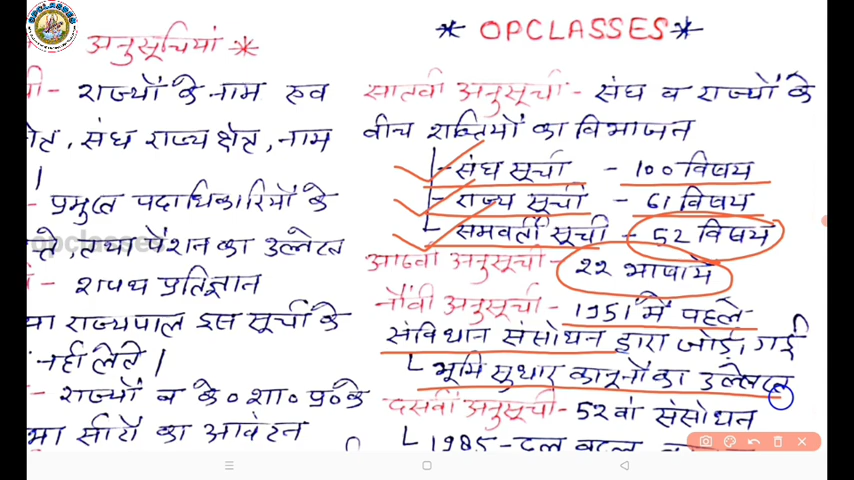 OPCLASSES
अनुसूचियां *
* OPCLASSES *
ी- राज्यों के नाम एव
सातवी अनुसूची - संघ व राज्यों के
ेत्र, संघ राज्य क्षेत्र, नाम
बीच शक्तियों का विभाजन
संघ सूची - 100 विषय
राज्य सूची - 61 विषय
- प्रमुख पदाधिकारियों के
समवर्ती सूची - 52 विषय
opclasses
ते, तथा पेंशन का उल्लेख
आठवी अनुसूची - 22 भाषाये
- शपथ प्रतिज्ञान
नौंवी अनुसूची - 1951 में पहले
या राज्यपाल इस सूची के
संविधान संसोधन द्वारा जोड़ी गई
नहीं लेते।
भूमि सुधार कानूनों का उल्लेख
- राज्यों व के० शा० प्र० के
दसवी अनुसूची - 52वां संसोधन
भा सीटों का आवंटन
1985 - दल बदल